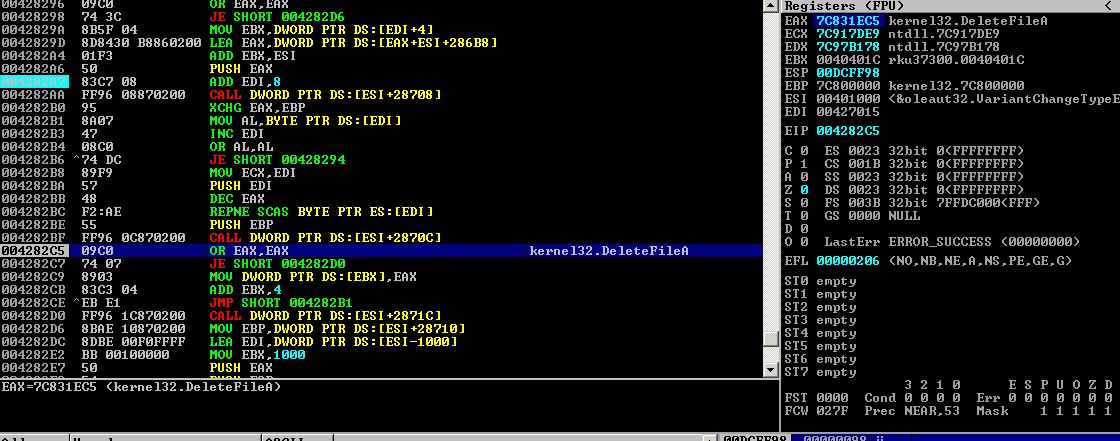 00428296 09C0 OR EAX,EAX
00428298 74 3C JE SHORT 004282D6
0042829A 8B5F 04 MOV EBX,DWORD PTR DS:[EDI+4]
0042829D 8D8430 B8860200 LEA EAX,DWORD PTR DS:[EAX+ESI+286B8]
004282A4 01F3 ADD EBX,ESI
004282A6 50 PUSH EAX
004282A7 83C7 08 ADD EDI,8
004282AA FF96 08870200 CALL DWORD PTR DS:[ESI+28708]
004282B0 95 XCHG EAX,EBP
004282B1 8A07 MOV AL,BYTE PTR DS:[EDI]
004282B3 47 INC EDI
004282B4 08C0 OR AL,AL
004282B6 ^74 DC JE SHORT 00428294
004282B8 89F9 MOV ECX,EDI
004282BA 57 PUSH EDI
004282BB 48 DEC EAX
004282BC F2:AE REPNE SCAS BYTE PTR ES:[EDI]
004282BE 55 PUSH EBP
004282BF FF96 0C870200 CALL DWORD PTR DS:[ESI+2870C]
004282C5 09C0 OR EAX,EAX kernel32.DeleteFileA
004282C7 74 07 JE SHORT 004282D0
004282C9 8903 MOV DWORD PTR DS:[EBX],EAX
004282CB 83C3 04 ADD EBX,4
004282CE ^EB E1 JMP SHORT 004282B1
004282D0 FF96 1C870200 CALL DWORD PTR DS:[ESI+2871C]
004282D6 8BAE 10870200 MOV EBP,DWORD PTR DS:[ESI+28710]
004282DC 8DBE 00F0FFFF LEA EDI,DWORD PTR DS:[ESI-1000]
004282E2 BB 00100000 MOV EBX,1000
004282E7 50 PUSH EAX
EAX=7C831EC5 (kernel32.DeleteFileA)
Registers (FPU) <
EAX 7C831EC5 kernel32.DeleteFileA
ECX 7C917DE9 ntdll.7C917DE9
EDX 7C97B178 ntdll.7C97B178
EBX 0040401C rku37300.0040401C
ESP 00DCFF98
EBP 7C800000 kernel32.7C800000
ESI 00401000 <&oleaut32.VariantChangeTypeE
EDI 00427015
EIP 004282C5
C 0 ES 0023 32bit 0(FFFFFFFF)
P 1 CS 001B 32bit 0(FFFFFFFF)
A 0 SS 0023 32bit 0(FFFFFFFF)
Z 0 DS 0023 32bit 0(FFFFFFFF)
S 0 FS 003B 32bit 7FFDC000(FFF)
T 0 GS 0000 NULL
D 0
O 0 LastErr ERROR_SUCCESS (00000000)
EFL 00000206 (NO,NB,NE,A,NS,PE,GE,G)
ST0 empty
ST1 empty
ST2 empty
ST3 empty
ST4 empty
ST5 empty
ST6 empty
ST7 empty
3 2 1 0 E S P U O Z D
FST 0000 Cond 0 0 0 0 Err 0 0 0 0 0 0 0
FCW 027F Prec NEAR,53 Mask 1 1 1 1 1